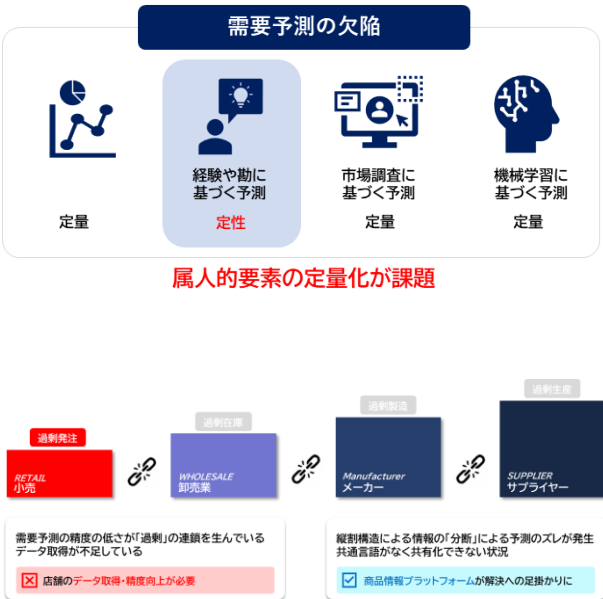 需要予測の欠陥
経験や勘に
基づく予測
市場調査に
基づく予測
機械学習に
基づく予測
定量
定性
定量
定量
属人的要素の定量化が課題
過剰発注
過剰在庫
過剰製造
過剰生産
RETAIL
小売
WHOLESALE
卸売業
Manufacturer
メーカー
SUPPLIER
サプライヤー
需要予測の精度の低さが「過剰」の連鎖を生んでいる
データ取得が不足している
店舗のデータ取得・精度向上が必要
縦割構造による情報の「分断」による予測のズレが発生
共通言語がなく共有化できない状況
商品情報プラットフォームが解決への足掛かりに